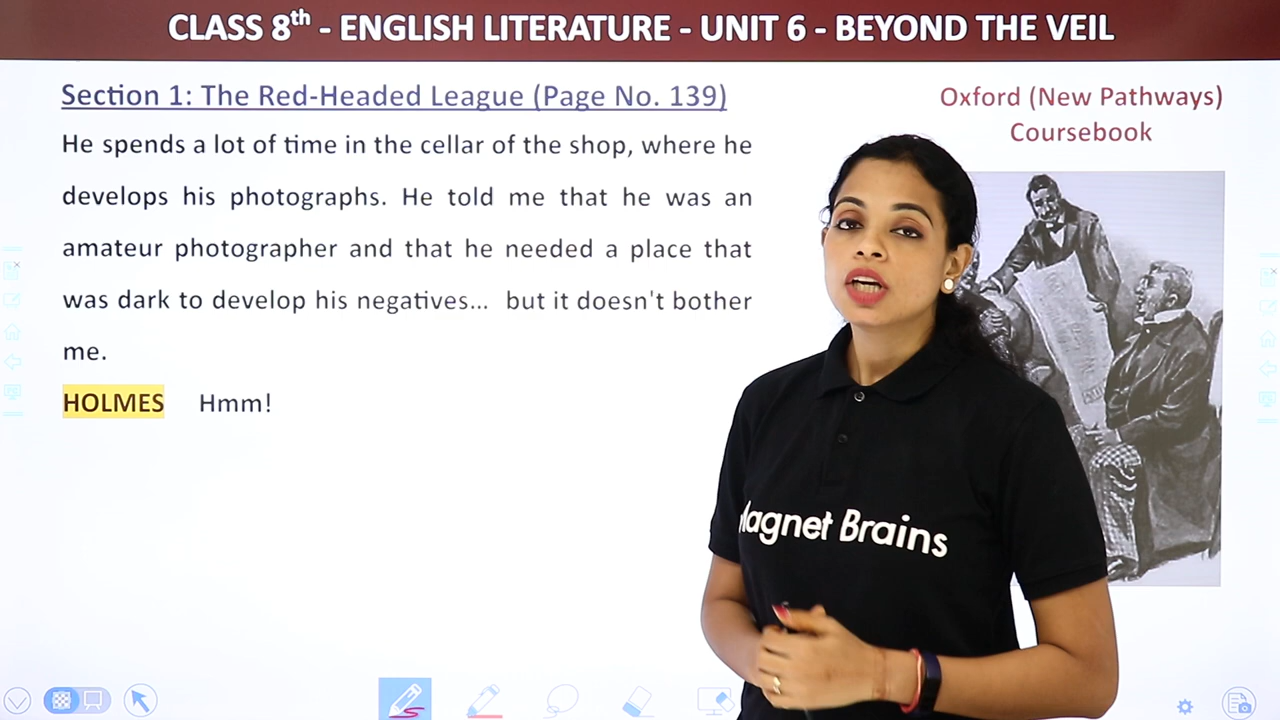 CLASS 8th - ENGLISH LITERATURE - UNIT 6 - BEYOND THE VEIL
Section 1: The Red-Headed League (Page No. 139)
Oxford (New Pathways)
Coursebook
He spends a lot of time in the cellar of the shop, where he
develops his photographs. He told me that he was an
amateur photographer and that he needed a place that
was dark to develop his negatives... but it doesn't bother
me.
HOLMES Hmm!
Magnet Brains